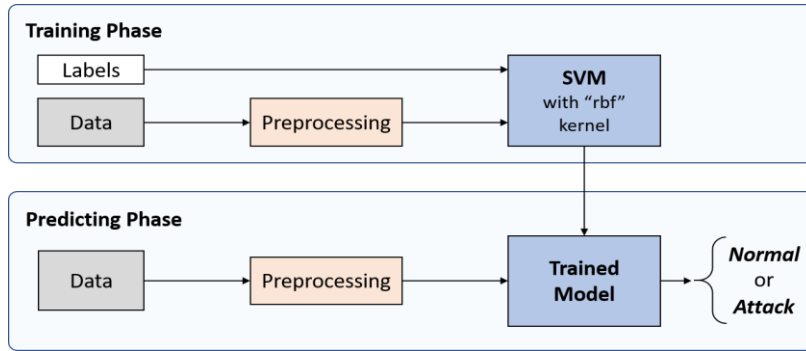 Training Phase
Labels
Data
Preprocessing
SVM
with “rbf”
kernel
Predicting Phase
Data
Preprocessing
Trained
Model
Normal
or
Attack